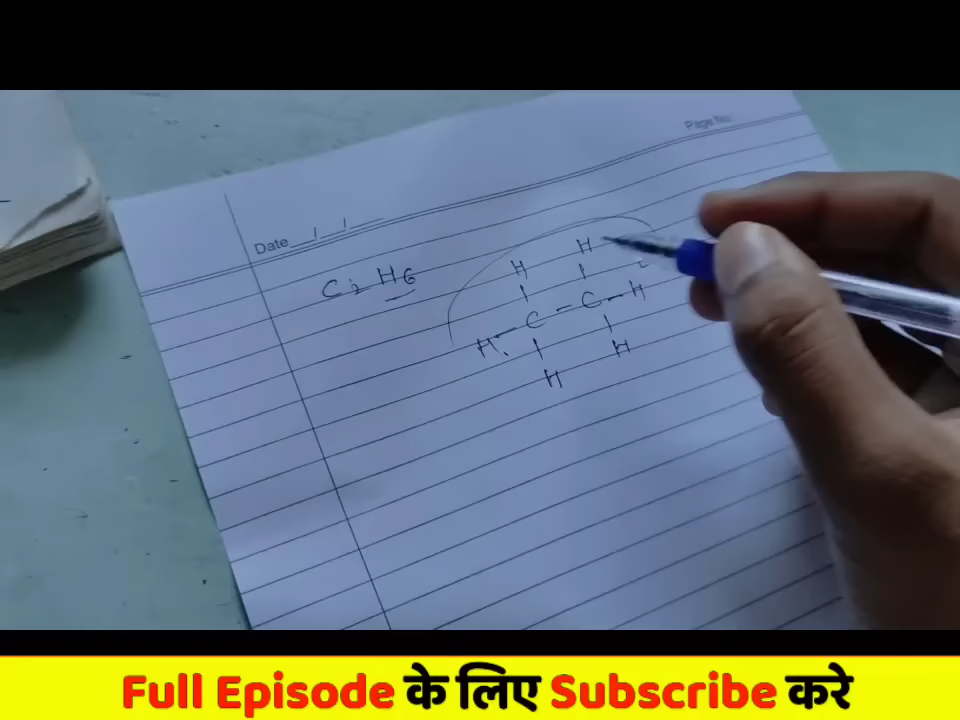 Page No.
Date
C2H6
H H
H - C - C - H
H H
Full Episode के लिए Subscribe करे